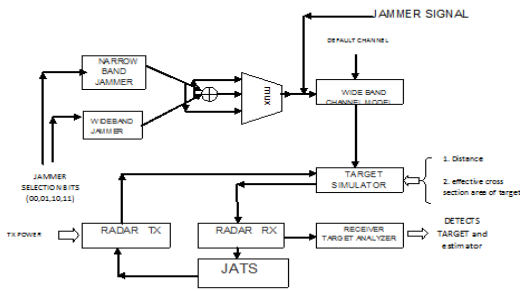 JAMMER SIGNAL
DEFAULT CHANNEL
NARROW
BAND
JAMMER
WIDEBAND
JAMMER
mux
WIDE BAND
CHANNEL MODEL
JAMMER
SELECTION BITS
(00,01,10,11)
TARGET
SIMULATOR
1. Distance
2. effective cross
section area of target
TX POWER
RADAR TX
RADAR RX
RECEIVER
TARGET ANALYZER
DETECTS
TARGET and
estimator
JATS